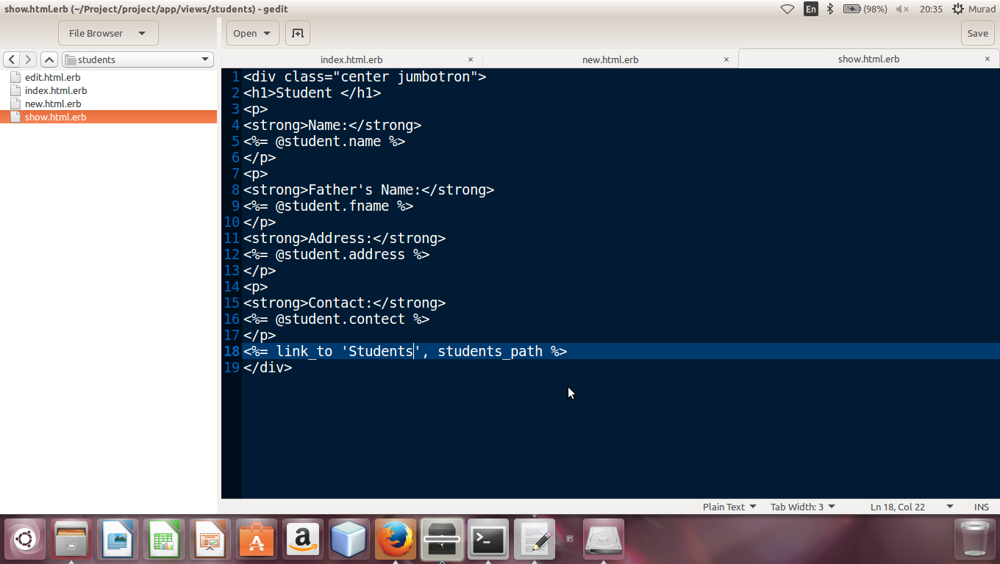 show.html.erb (~/Project/project/app/views/students) - gedit
En (98%) 20:35 Murad
File Browser Open Save
students
index.html.erb × new.html.erb × show.html.erb ×
edit.html.erb
index.html.erb
new.html.erb
show.html.erb
1 <div class="center jumbotron">
2 <h1>Student </h1>
3 <p>
4 <strong>Name:</strong>
5 <%= @student.name %>
6 </p>
7 <p>
8 <strong>Father's Name:</strong>
9 <%= @student.fname %>
10 </p>
11 <strong>Address:</strong>
12 <%= @student.address %>
13 </p>
14 <p>
15 <strong>Contact:</strong>
16 <%= @student.contect %>
17 </p>
18 <%= link_to 'Students', students_path %>
19 </div>
Plain Text Tab Width: 3 Ln 18, Col 22 INS